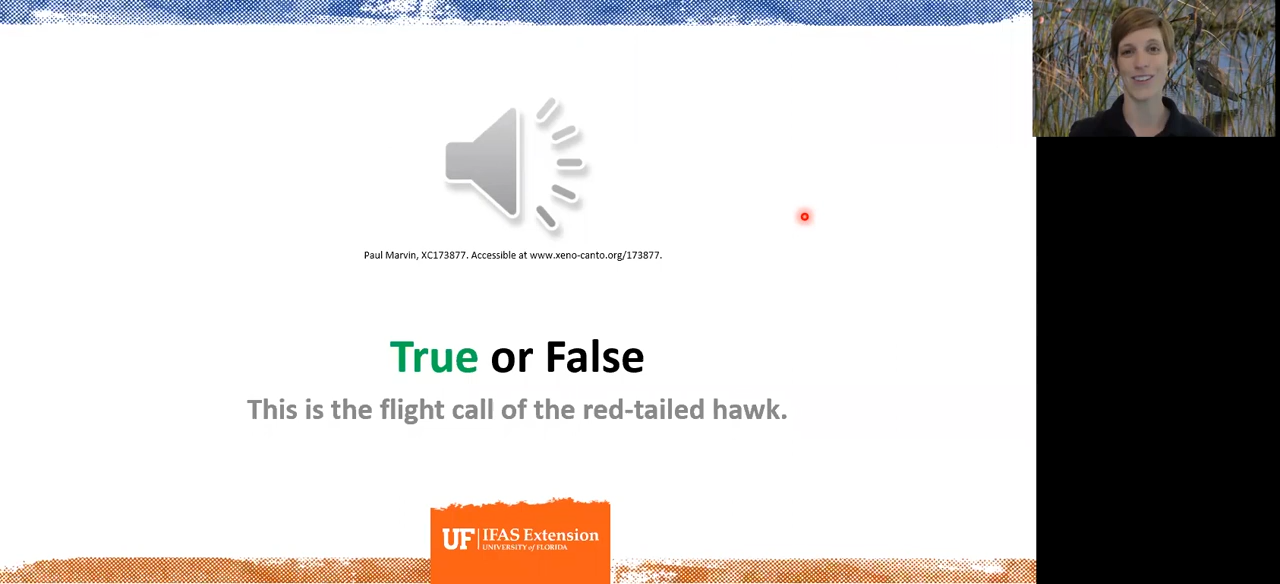 Paul Marvin, XC173877. Accessible at www.xeno-canto.org/173877.
True or False
This is the flight call of the red-tailed hawk.
UF IFAS Extension
UNIVERSITY of FLORIDA